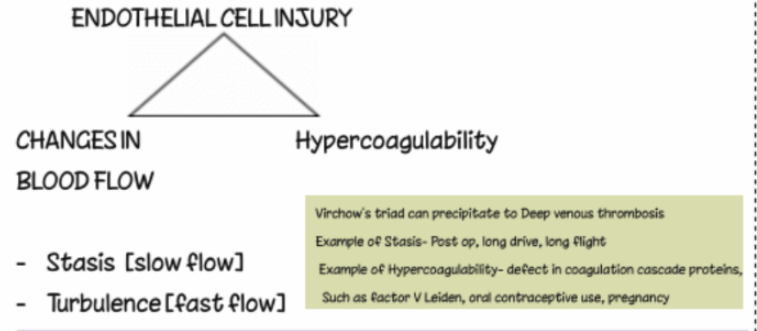 ENDOTHELIAL CELL INJURY
CHANGES IN
BLOOD FLOW
Hypercoagulability
- Stasis [slow flow]
- Turbulence [fast flow]
Virchow's triad can precipitate to Deep venous thrombosis
Example of Stasis- Post op, long drive, long flight
Example of Hypercoagulability- defect in coagulation cascade proteins,
Such as factor V Leiden, oral contraceptive use, pregnancy